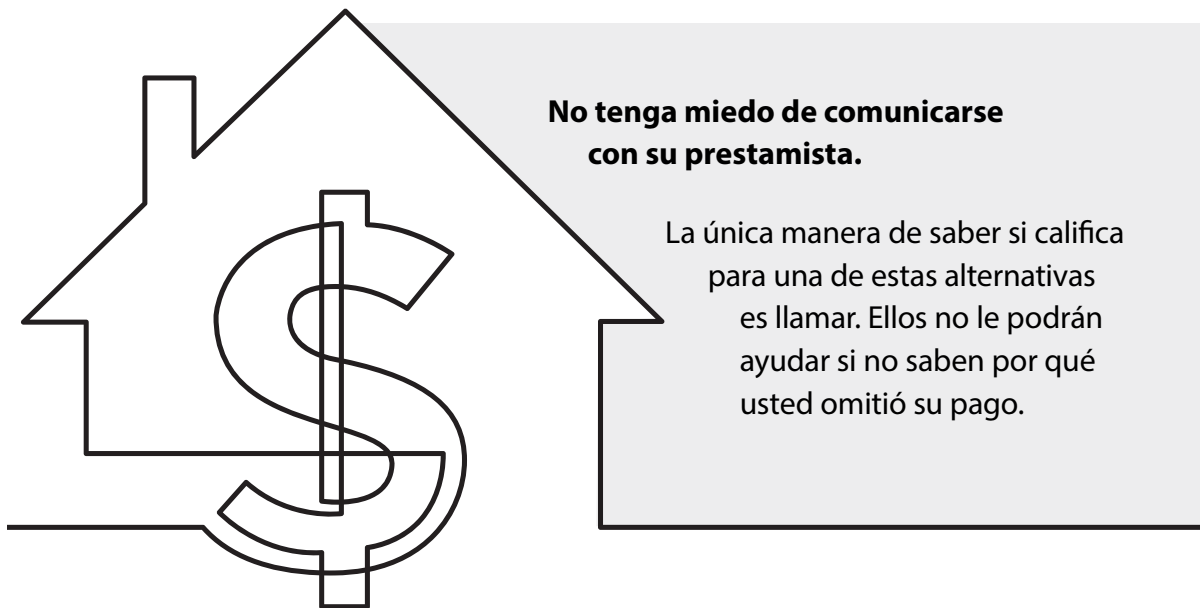 No tenga miedo de comunicarse
con su prestamista.
La única manera de saber si califica
para una de estas alternativas
es llamar. Ellos no le podrán
ayudar si no saben por qué
usted omitió su pago.